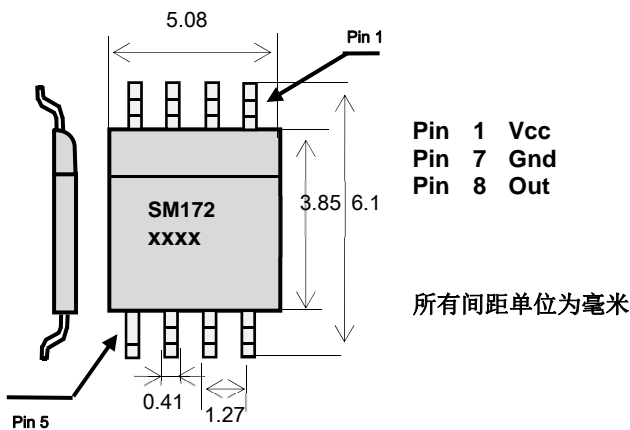 5.08
Pin 1
Pin 1 Vcc
Pin 7 Gnd
Pin 8 Out
SM172
xxxx
3.85 6.1
所有间距单位为毫米
0.41
1.27
Pin 5